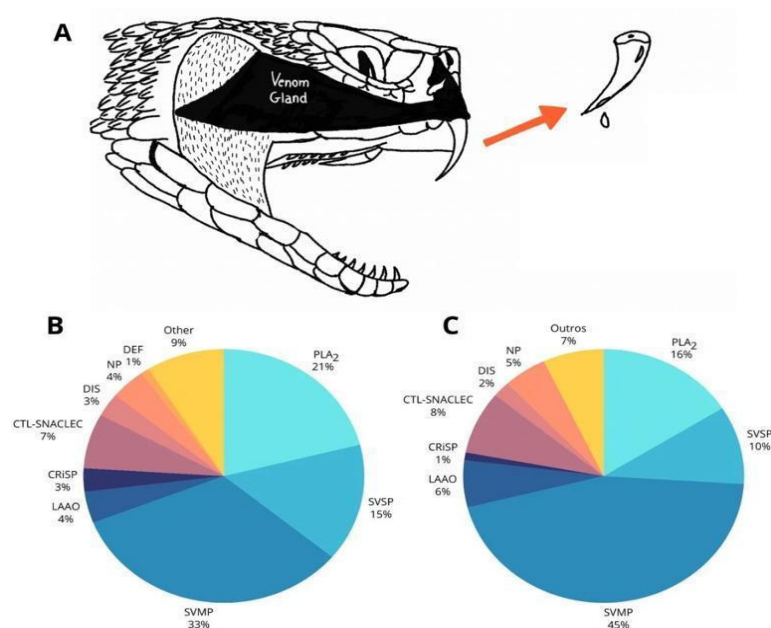 A
Venom
Gland
B
Other
9%
DEF
1%
NP
4%
DIS
3%
CTL-SNACLEC
7%
CRiSP
3%
LAAO
4%
SVMP
33%
SVSP
15%
PLA2
21%
C
Outros
7%
NP
5%
DIS
2%
CTL-SNACLEC
8%
CRiSP
1%
LAAO
6%
SVMP
45%
SVSP
10%
PLA2
16%